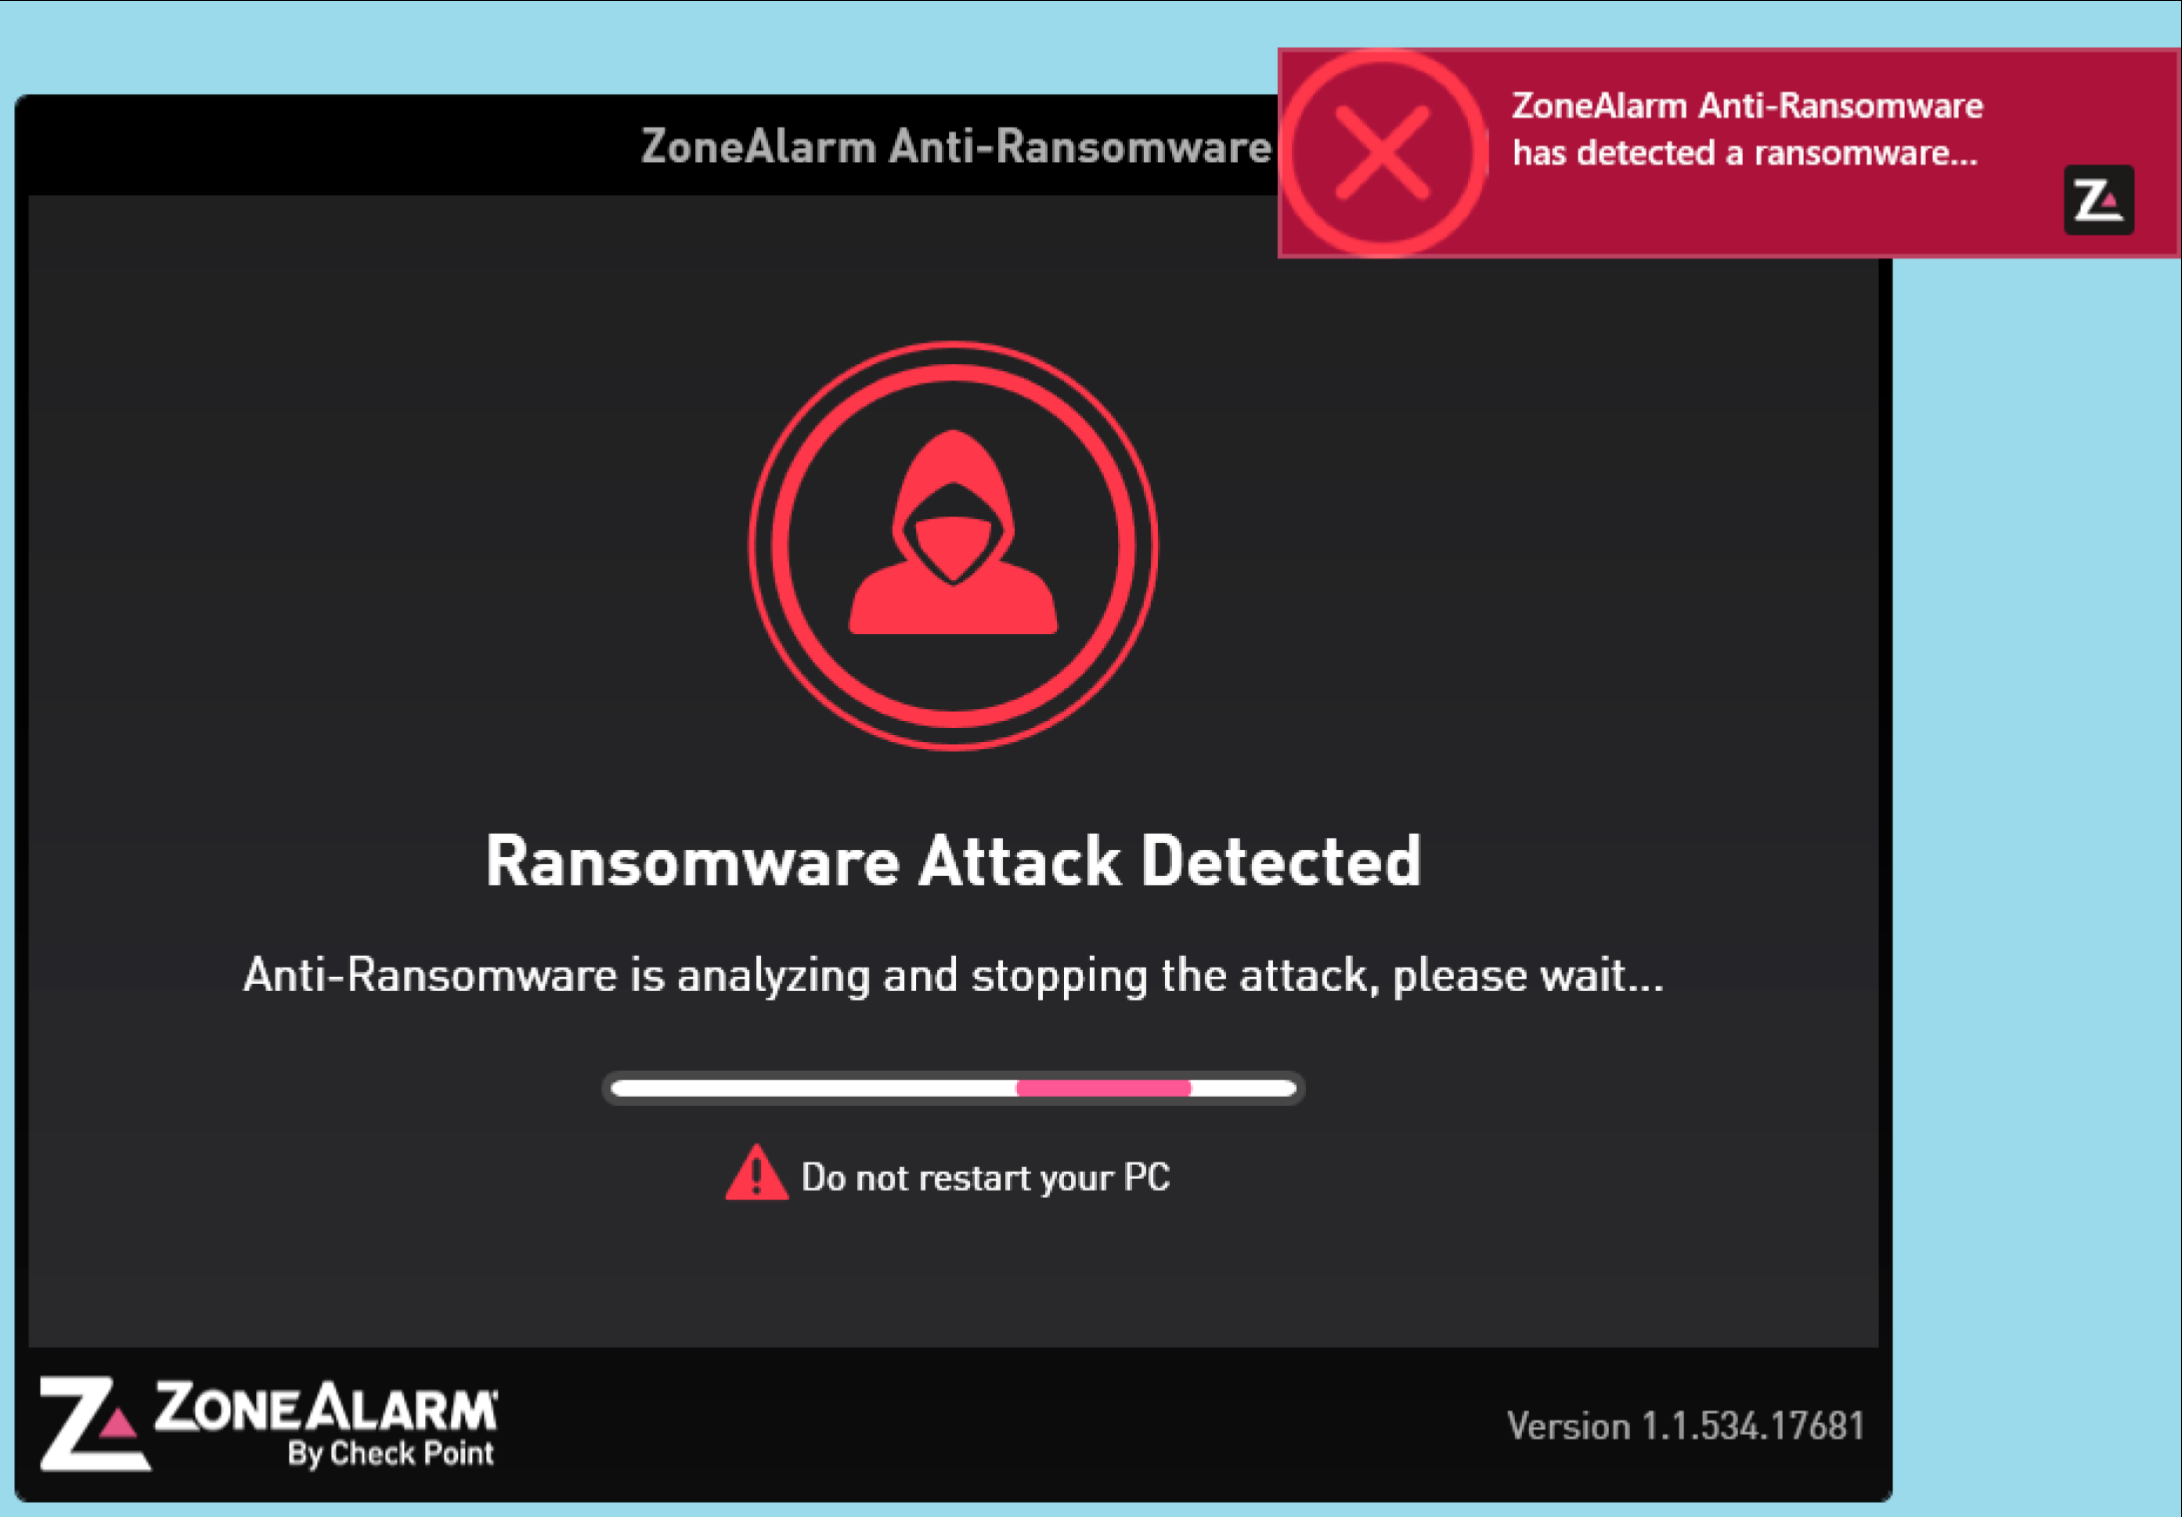 ZoneAlarm Anti-Ransomware
ZoneAlarm Anti-Ransomware
has detected a ransomware...
Ransomware Attack Detected
Anti-Ransomware is analyzing and stopping the attack, please wait...
Do not restart your PC
ZONEALARM
By Check Point
Version 1.1.534.17681